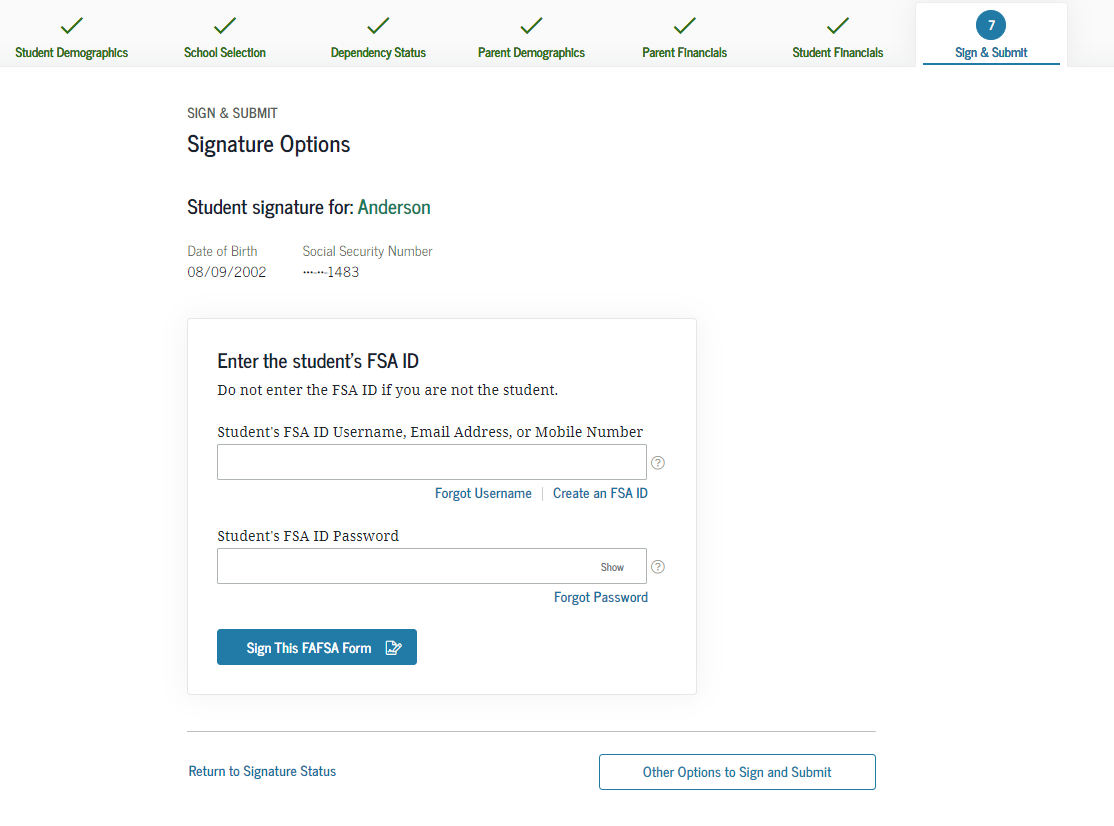 Student Demographics
School Selection
Dependency Status
Parent Demographics
Parent Financials
Student Financials
7
Sign & Submit
SIGN & SUBMIT
Signature Options
Student signature for: Anderson
Date of Birth Social Security Number
08/09/2002 •••-••-1483
Enter the student's FSA ID
Do not enter the FSA ID if you are not the student.
Student's FSA ID Username, Email Address, or Mobile Number
?
Forgot Username Create an FSA ID
Student's FSA ID Password
Show ?
Forgot Password
Sign This FAFSA Form
Return to Signature Status Other Options to Sign and Submit